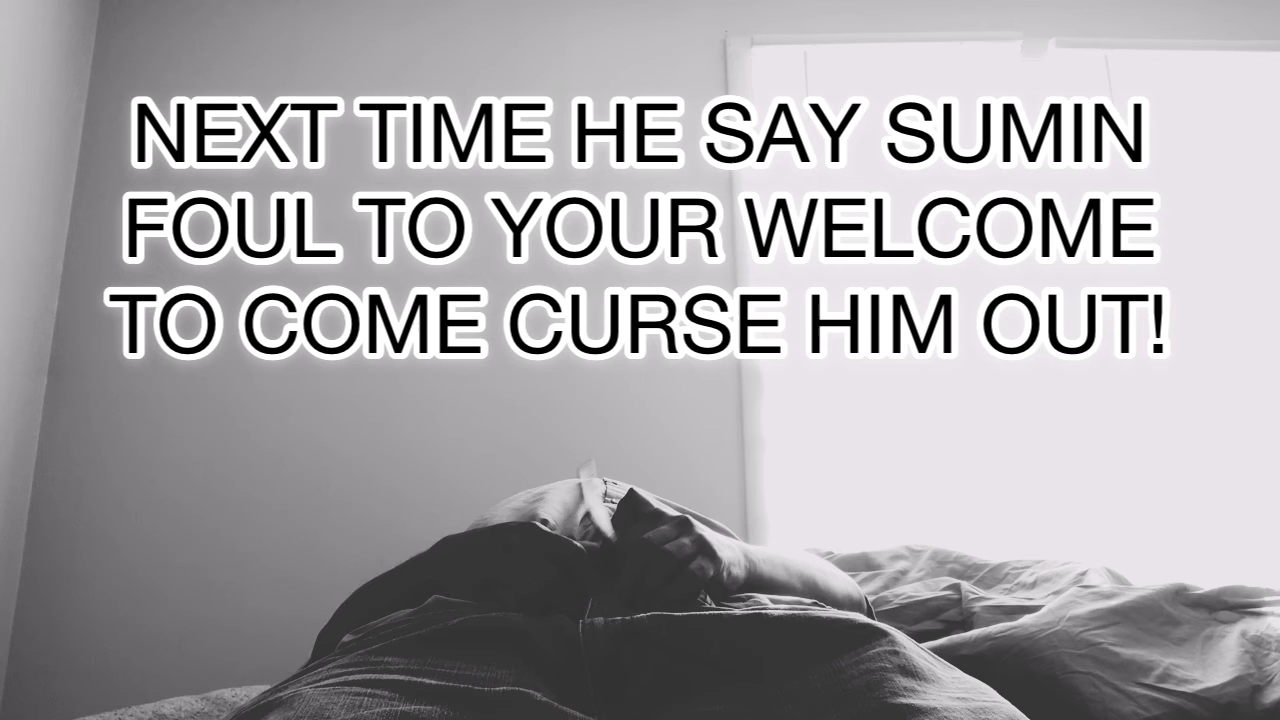 NEXT TIME HE SAY SUMIN
FOUL TO YOUR WELCOME
TO COME CURSE HIM OUT!